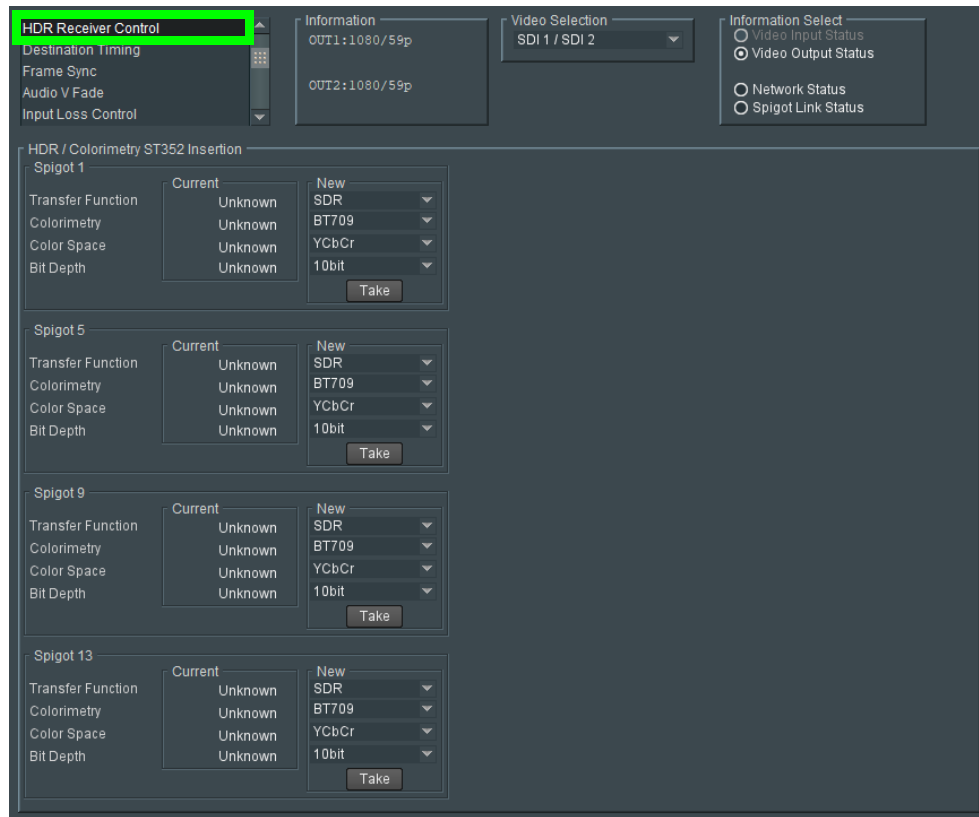 HDR Receiver Control
Destination Timing
Frame Sync
Audio V Fade
Input Loss Control
Information
OUT1:1080/59p
OUT2:1080/59p
Video Selection
SDI 1 / SDI 2
Information Select
Video Input Status
Video Output Status
Network Status
Spigot Link Status
HDR / Colorimetry ST352 Insertion
Spigot 1
Current New
Transfer Function Unknown SDR
Colorimetry Unknown BT709
Color Space Unknown YCbCr
Bit Depth Unknown 10bit
Take
Spigot 5
Current New
Transfer Function Unknown SDR
Colorimetry Unknown BT709
Color Space Unknown YCbCr
Bit Depth Unknown 10bit
Take
Spigot 9
Current New
Transfer Function Unknown SDR
Colorimetry Unknown BT709
Color Space Unknown YCbCr
Bit Depth Unknown 10bit
Take
Spigot 13
Current New
Transfer Function Unknown SDR
Colorimetry Unknown BT709
Color Space Unknown YCbCr
Bit Depth Unknown 10bit
Take